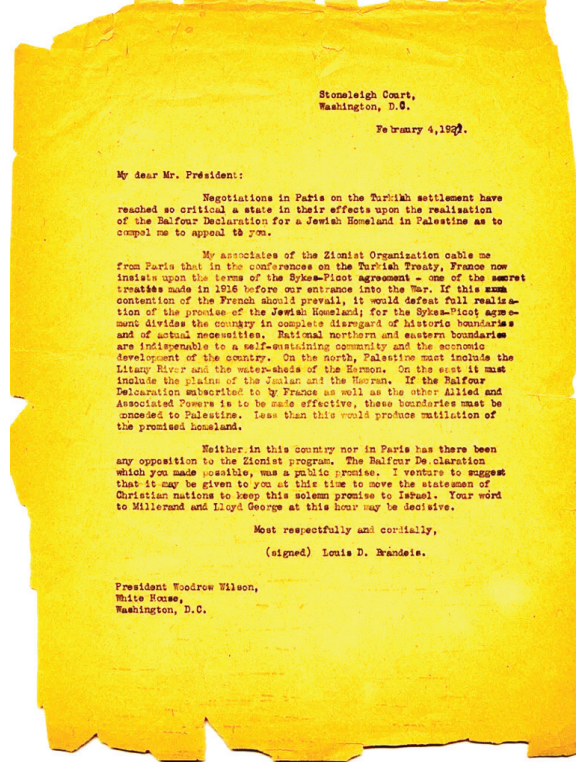 Stoneleigh Court,
Washington, D.C.
February 4,192
My dear Mr. President:
Negotiations in Paris on the Turkish settlement have
reached so critical a state in their effects upon the realization
of the Balfour Declaration for a Jewish Homeland in Palestine as to
compel me to appeal to you.
My associates of the Zionist Organization cable me
from Paris that in the conferences on the Turkish Treaty, France now
insists upon the terms of the Sykes-Picot agreement - one of the secret
treaties made in 1916 before our entrance into the War. If this
contention of the French should prevail, it would defeat full realiza-
tion of the promise of the Jewish Homeland; for the Sykes-Picot agree-
ment divides the country in complete disregard of historic boundaries
and of actual necessities. Rational northern and eastern boundaries
are indispenable to a self-sustaining community and the economic
development of the country. On the north, Palestine must include the
Litany River and the water-sheds of the Hermon. On the east it must
include the plains of the Jaulan and the Hauran. If the Balfour
Delcaration subscribed to by France as well as the other Allied and
Associated Powers is to be made effective, these boundaries must be
conceded to Palestine. Less than this would produce mutilation of
the promised homeland.
Neither in this country nor in Paris has there been
any opposition to the Zionist program. The Balfour Declaration
which you made possible, was a public promise. I venture to suggest
that it may be given to you at this time to move the statesmen of
Christian nations to keep this solemn promise to Israel. Your word
to Millerand and Lloyd George at this hour may be decisive.
Most respectfully and cordially,
(signed) Louis D. Brandeis.
President Woodrow Wilson,
White House,
Washington, D.C.